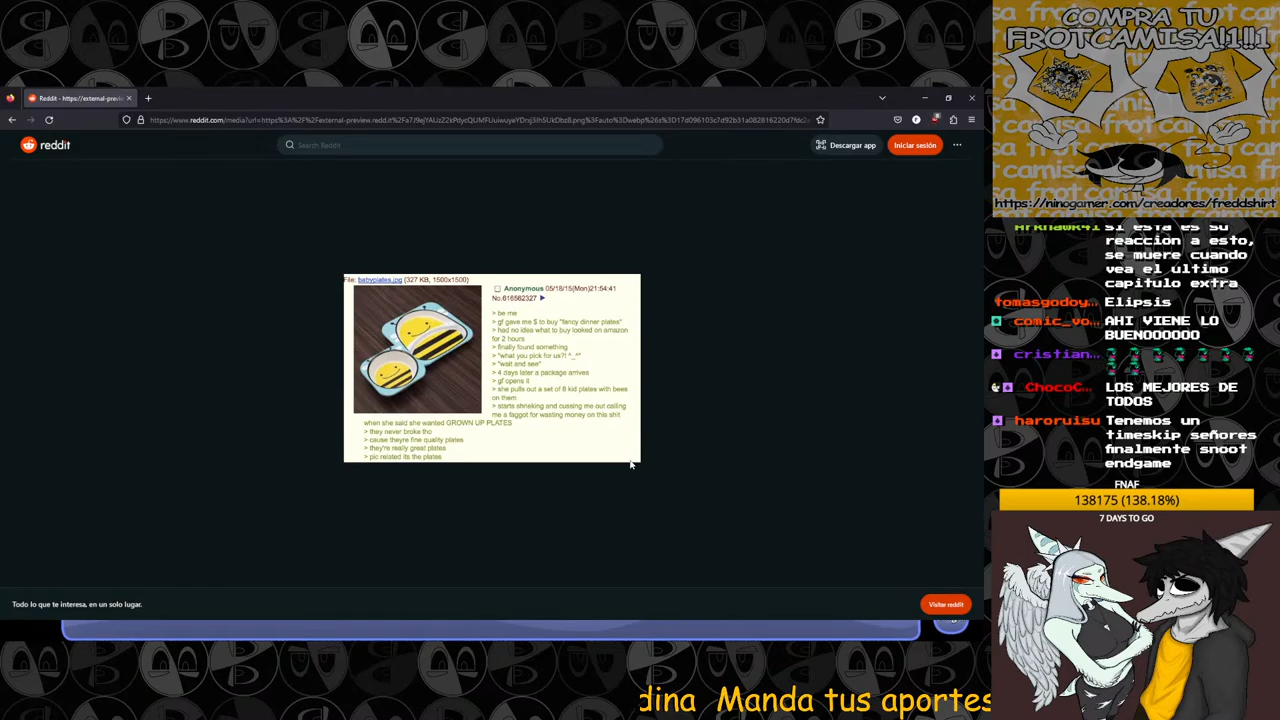 COMPRA TU
FROTCAMISA!1!!1
https://ninogamer.com/creadores/freddshirt
Reddit - https://external-previe
reddit
Search Reddit
Descargar app
Iniciar sesión
File: babyplates.jpg (327 KB, 1500x1500)
Anonymous 05/18/15(Mon)21:54:41
No.616562327
> be me
> gf gave me $ to buy "fancy dinner plates"
> had no idea what to buy looked on amazon
for 2 hours
> finally found something
> "what you pick for us?! ^_^"
> "wait and see"
> 4 days later a package arrives
> gf opens it
> she pulls out a set of 8 kid plates with bees
on them
> starts shrieking and cussing me out calling
me a faggot for wasting money on this shit
when she said she wanted GROWN UP PLATES
> they never broke tho
> cause theyre fine quality plates
> they're really great plates
> pic related its the plates
Todo lo que te interesa, en un solo lugar.
Visitar reddit
Arkhawk41 si esta es su
reaccion a esto,
se muere cuando
vea el ultimo
capitulo extra
tomasgodoy... Elipsis
comic_vo... AHI VIENE LO
BUENOOOOOO
cristian...
ChocoC... LOS MEJORES DE
TODOS
haroruisu Tenemos un
timeskip señores
finalmente snoot
endgame
FNAF
138175 (138.18%)
7 DAYS TO GO
dina Manda tus aportes